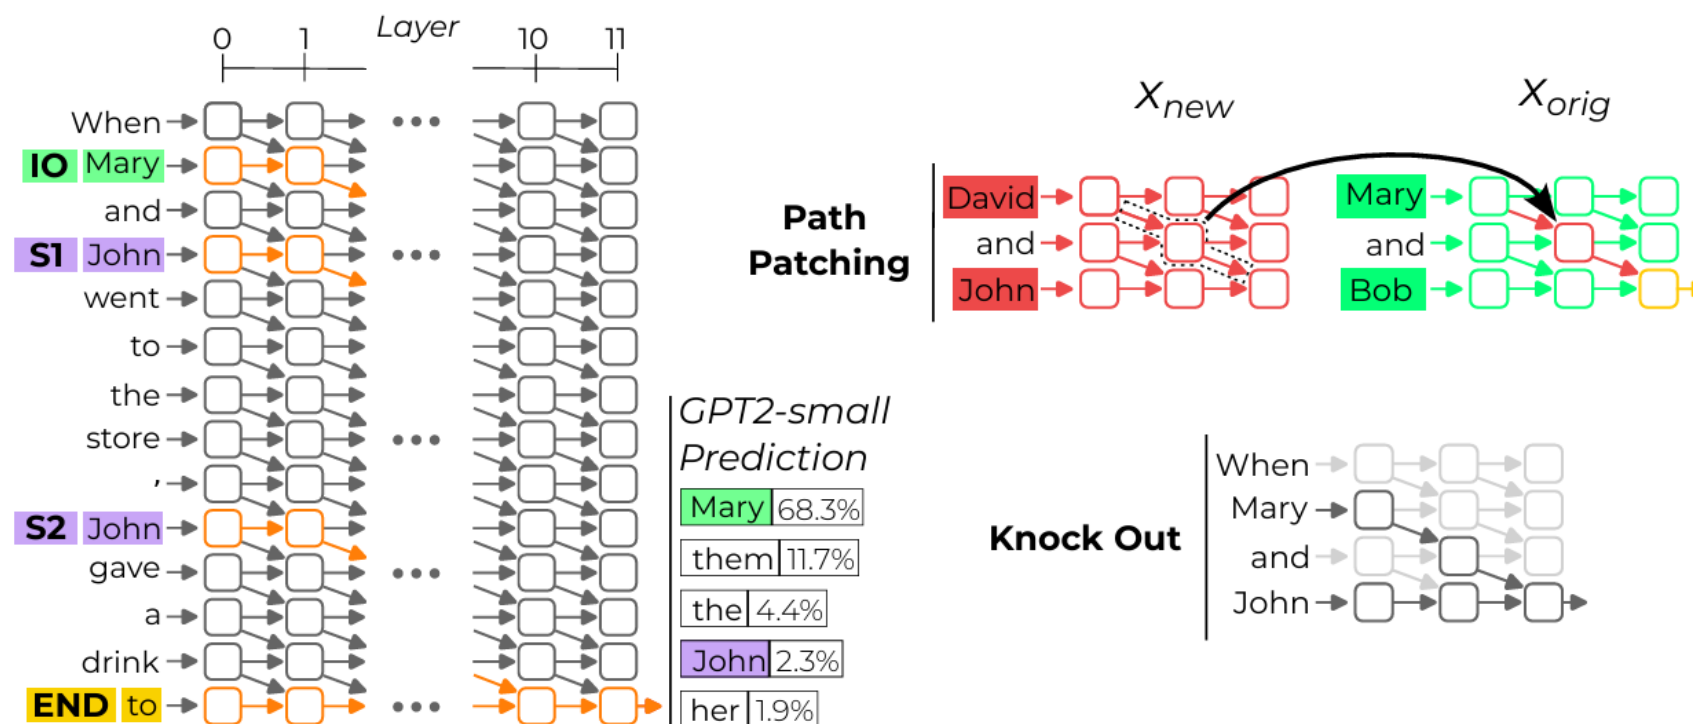 Layer
0 1 10 11
When
IO Mary
and
S1 John
went
to
the
store
,
S2 John
gave
a
drink
END to
GPT2-small
Prediction
Mary 68.3%
them 11.7%
the 4.4%
John 2.3%
her 1.9%
Path
Patching
Xnew
Xorig
David
and
John
Mary
and
Bob
Knock Out
When
Mary
and
John